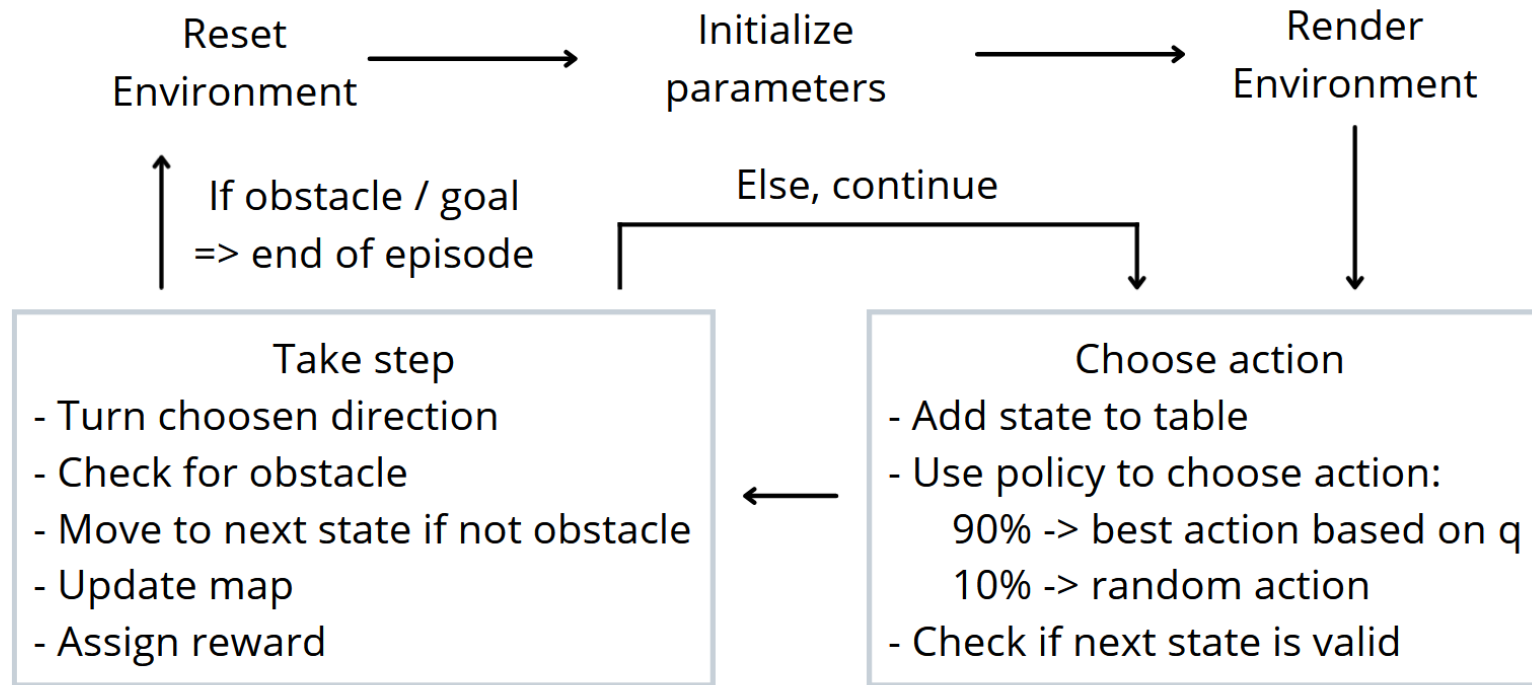 Reset
Environment
Initialize
parameters
Render
Environment
If obstacle / goal
=> end of episode
Else, continue
Take step
- Turn choosen direction
- Check for obstacle
- Move to next state if not obstacle
- Update map
- Assign reward
Choose action
- Add state to table
- Use policy to choose action:
90% -> best action based on q
10% -> random action
- Check if next state is valid